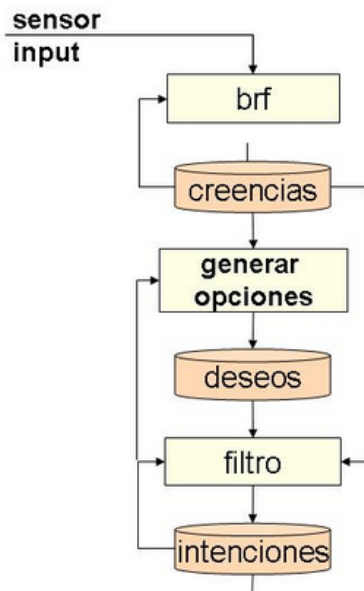 sensor
input
brf
creencias
generar
opciones
deseos
filtro
intenciones